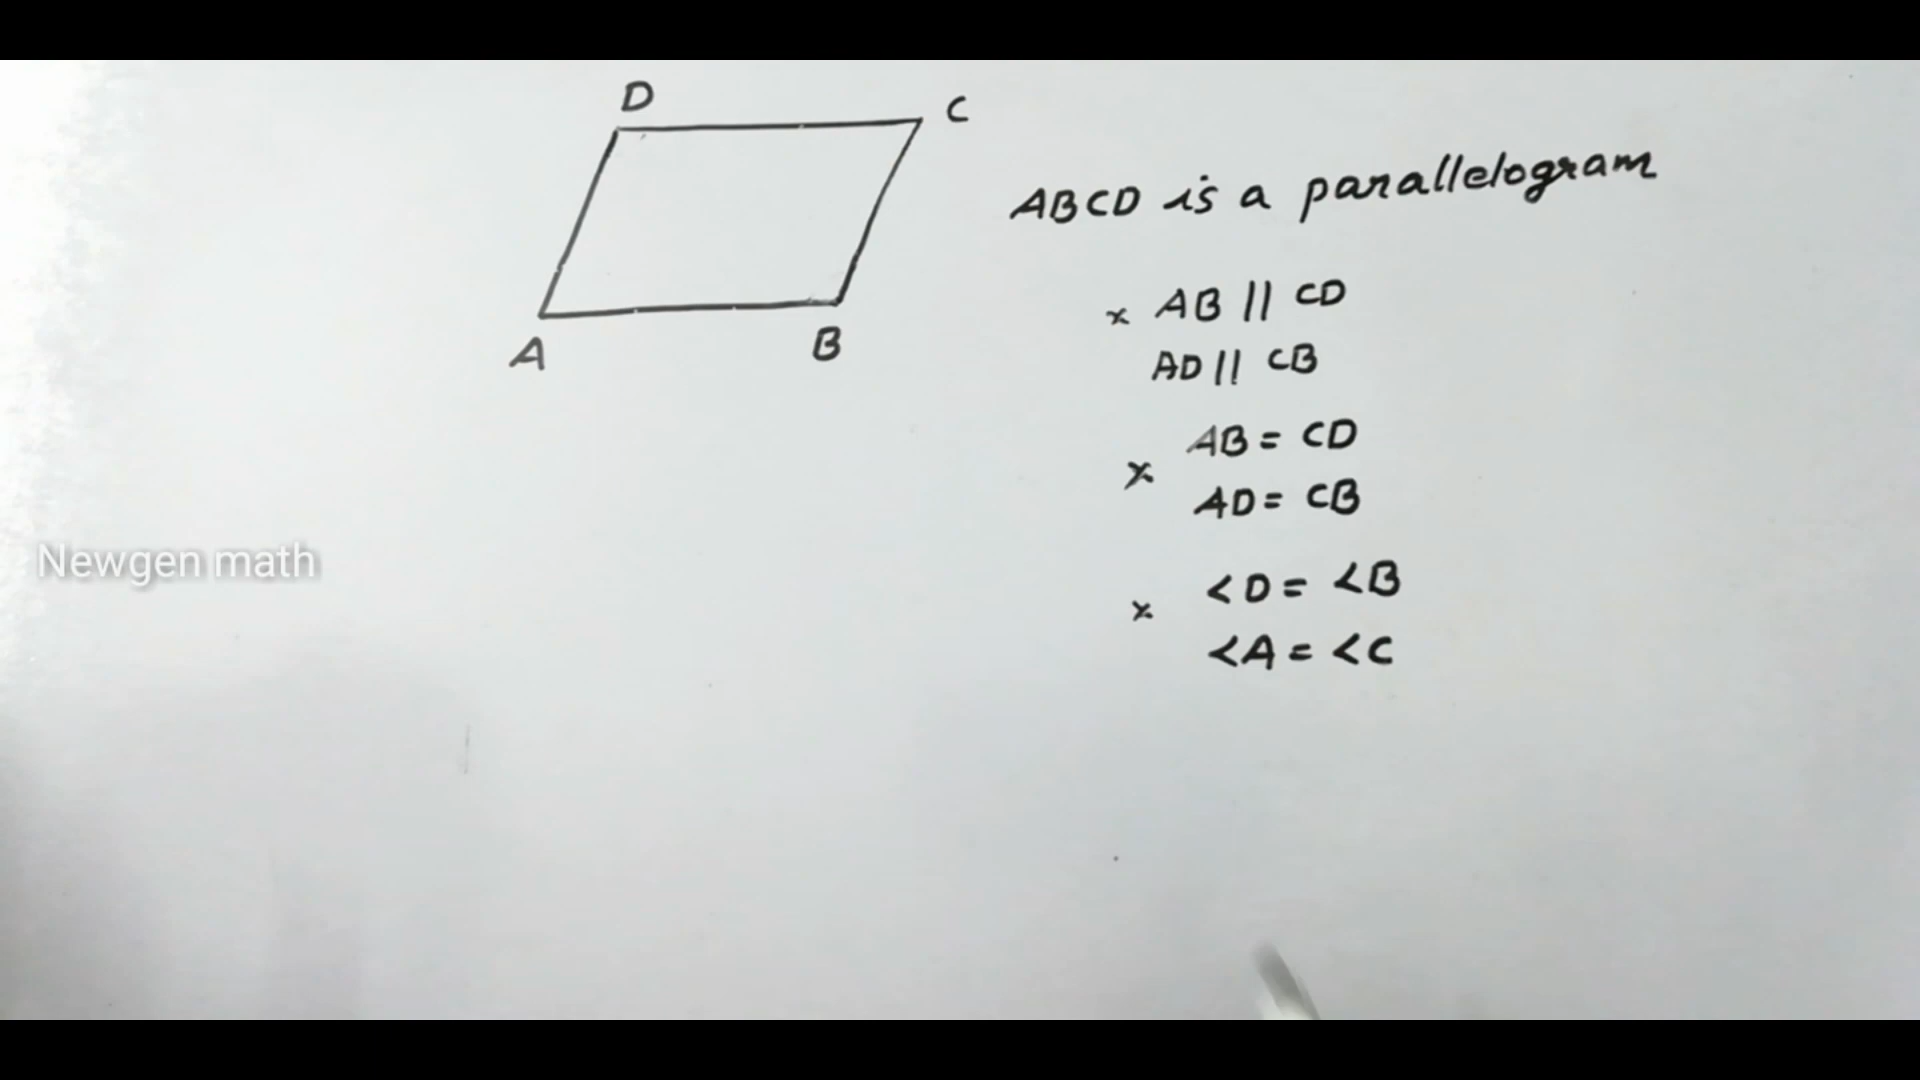 D C
ABCD is a parallelogram
x AB || CD
AD || CB
A B
AB = CD
x
AD = CB
Newgen math
<D = <B
x
<A = <C